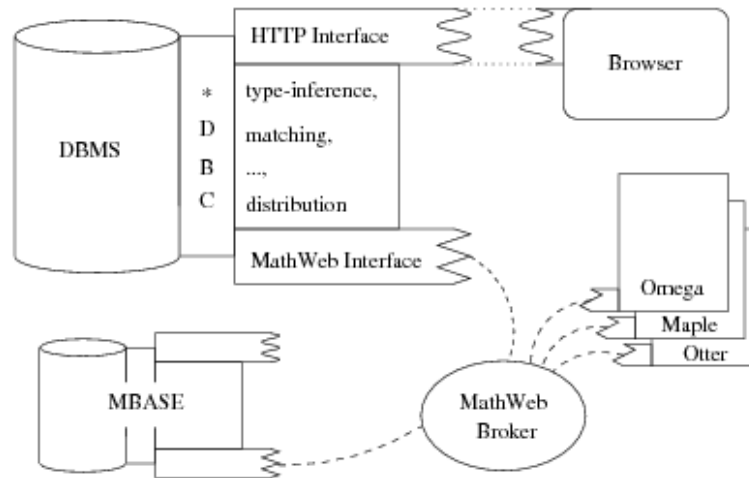 HTTP Interface
Browser
DBMS
*
D
B
C
type-inference,
matching,
...,
distribution
MathWeb Interface
Omega
Maple
Otter
MBASE
MathWeb
Broker